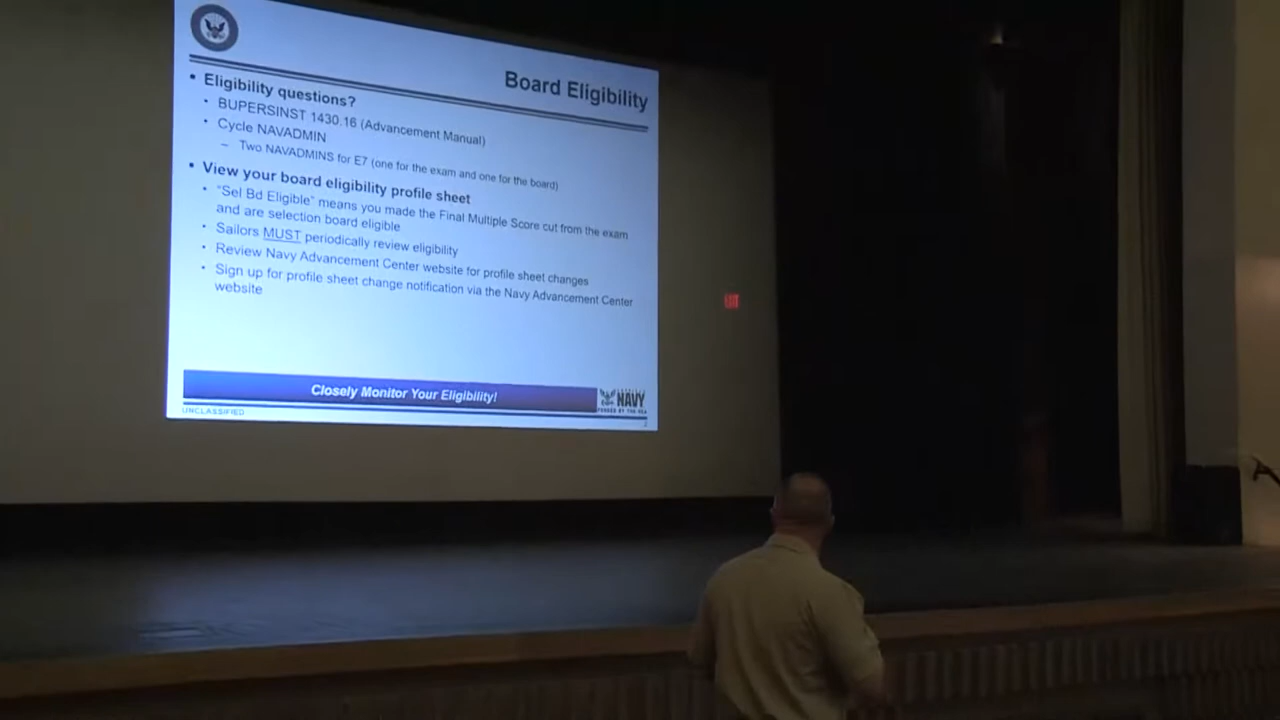 Board Eligibility
• Eligibility questions?
• BUPERSINST 1430.16 (Advancement Manual)
• Cycle NAVADMIN
– Two NAVADMINS for E7 (one for the exam and one for the board)
• View your board eligibility profile sheet
• "Sel Bd Eligible" means you made the Final Multiple Score cut from the exam
and are selection board eligible
• Sailors MUST periodically review eligibility
• Review Navy Advancement Center website for profile sheet changes
• Sign up for profile sheet change notification via the Navy Advancement Center
website
Closely Monitor Your Eligibility!
NAVY
UNCLASSIFIED
EXIT